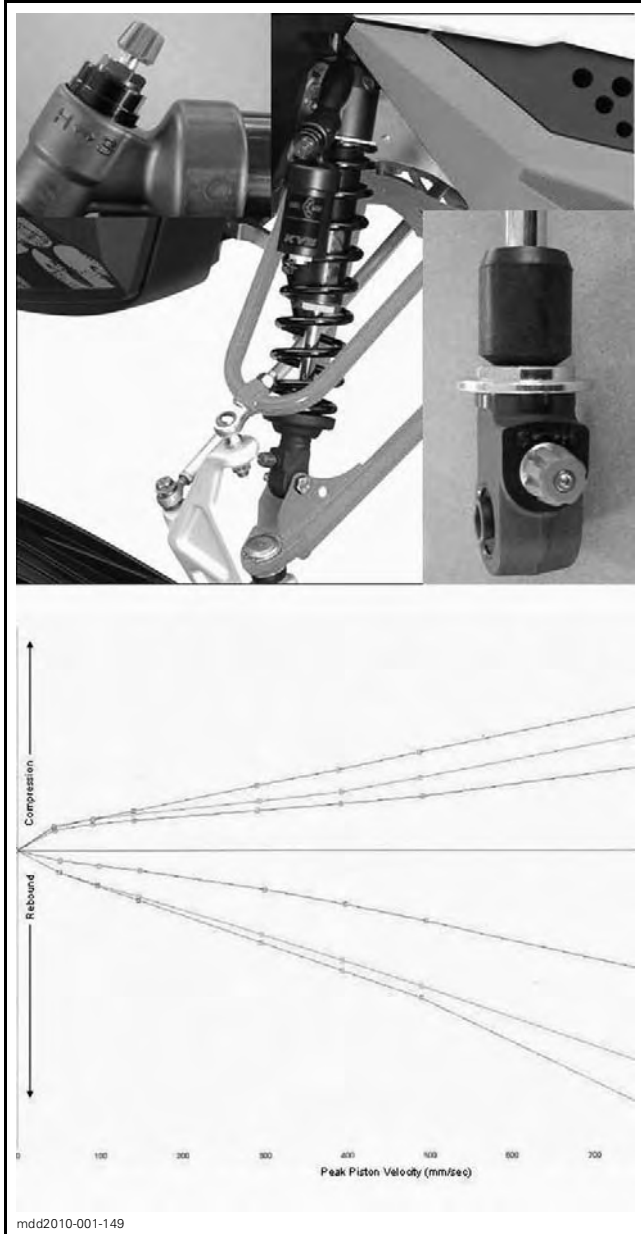 H S
KYB
Compression
Rebound
0 100 200 300 400 500 600 700
Peak Piston Velocity (mm/sec)
mdd2010-001-149